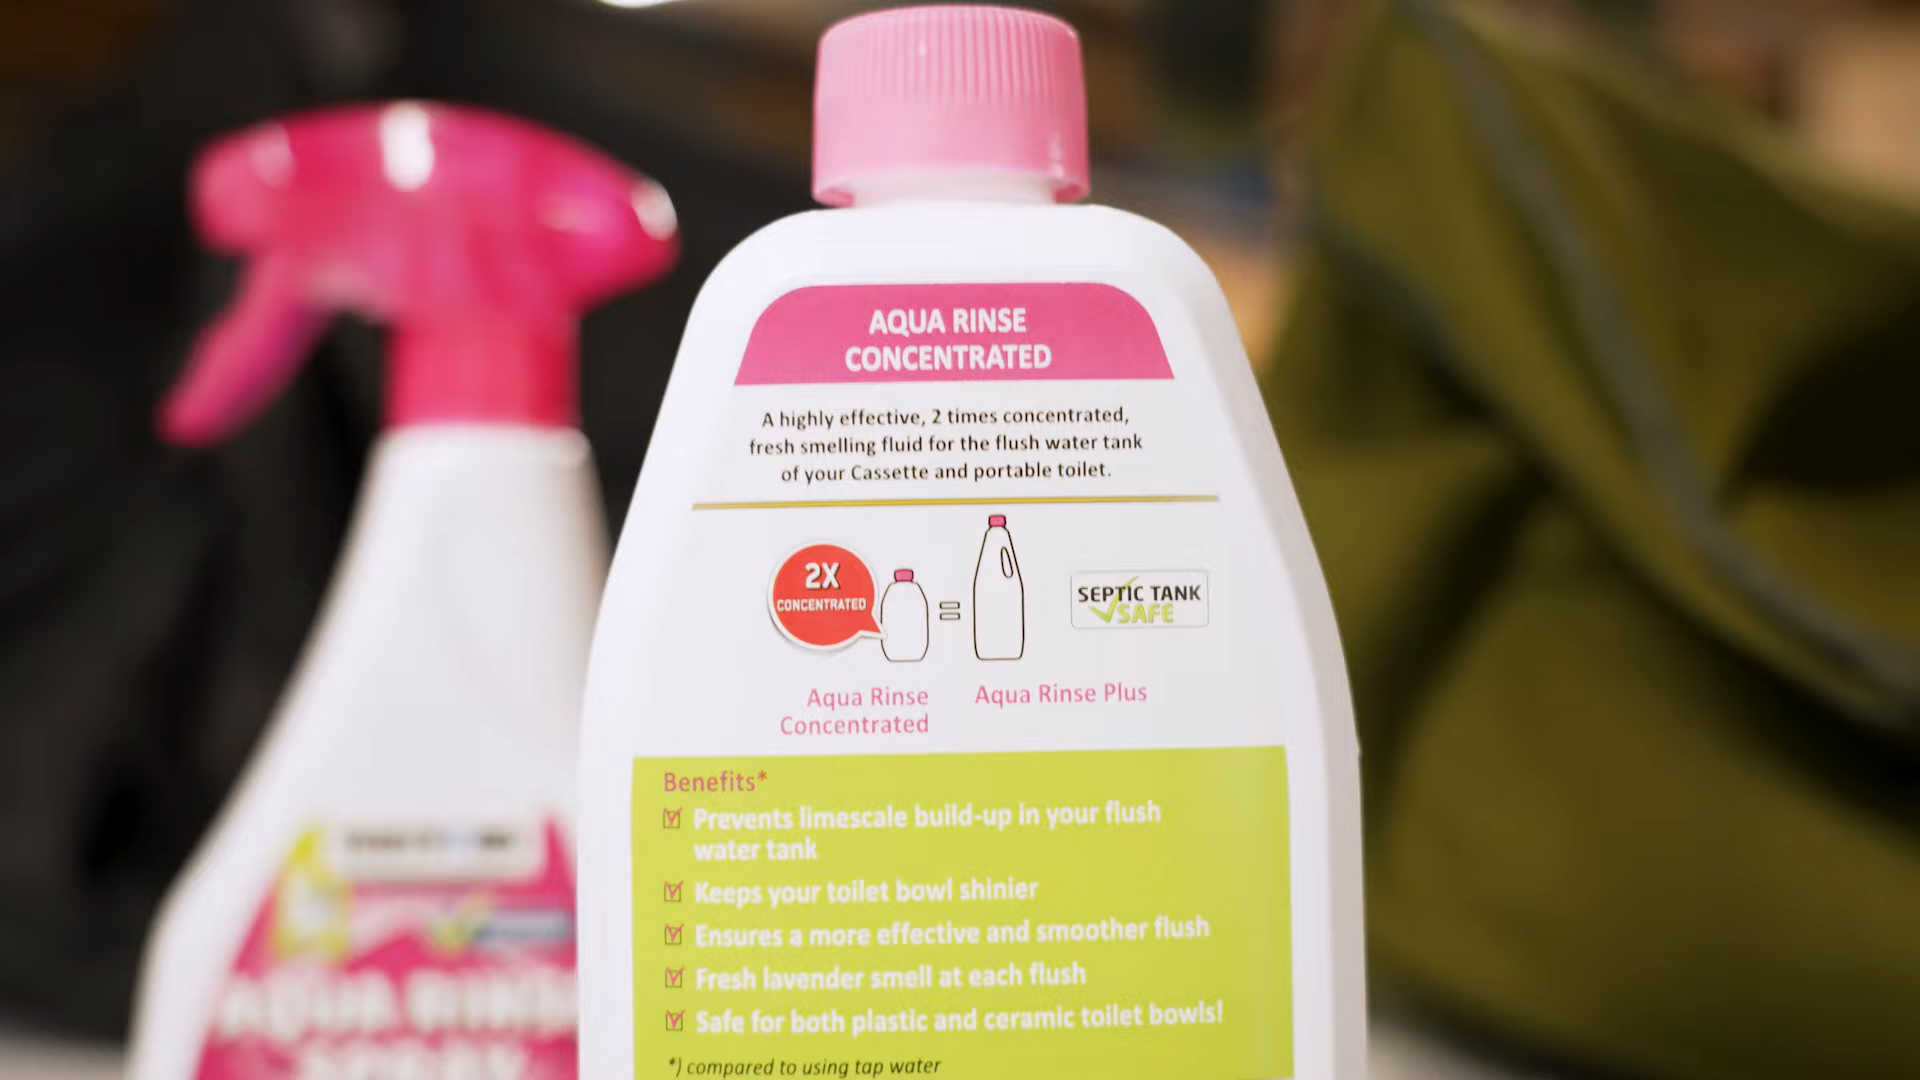 AQUA RINSE
CONCENTRATED
A highly effective, 2 times concentrated,
fresh smelling fluid for the flush water tank
of your Cassette and portable toilet.
2X
CONCENTRATED
SEPTIC TANK
SAFE
Aqua Rinse
Concentrated
Aqua Rinse Plus
Benefits*
Prevents limescale build-up in your flush
water tank
Keeps your toilet bowl shinier
Ensures a more effective and smoother flush
Fresh lavender smell at each flush
Safe for both plastic and ceramic toilet bowls!
*) compared to using tap water
AQUA RINSE
SPRAY